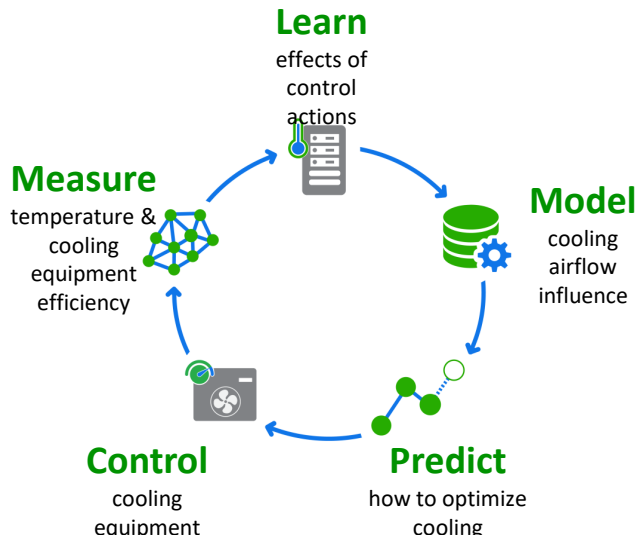 Learn
effects of
control
actions
Measure
temperature &
cooling
equipment
efficiency
Model
cooling
airflow
influence
Control
cooling
equipment
Predict
how to optimize
cooling